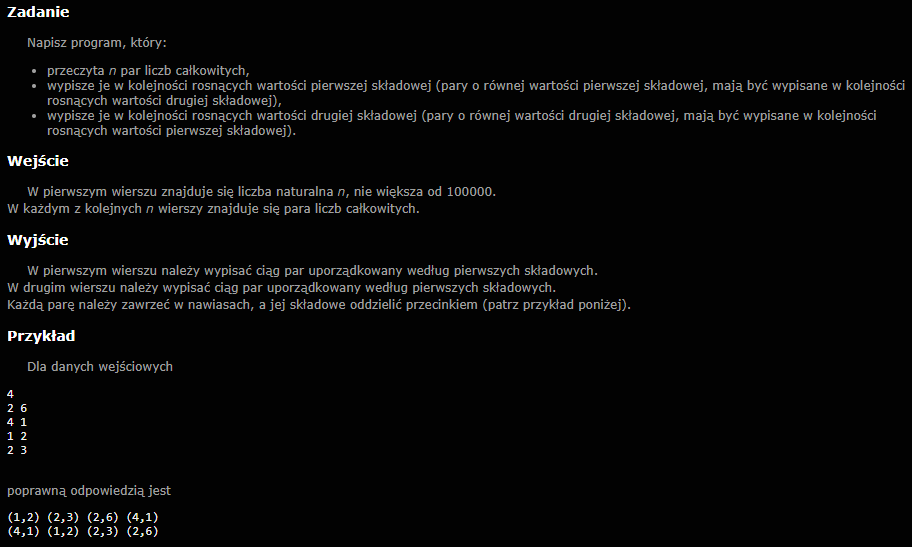 Zadanie
Napisz program, który:
• przeczyta n par liczb całkowitych,
• wypisze je w kolejności rosnących wartości pierwszej składowej (pary o równej wartości pierwszej składowej, mają być wypisane w kolejności
rosnących wartości drugiej składowej),
• wypisze je w kolejności rosnących wartości drugiej składowej (pary o równej wartości drugiej składowej, mają być wypisane w kolejności
rosnących wartości pierwszej składowej).
Wejście
W pierwszym wierszu znajduje się liczba naturalna n, nie większa od 100000.
W każdym z kolejnych n wierszy znajduje się para liczb całkowitych.
Wyjście
W pierwszym wierszu należy wypisać ciąg par uporządkowany według pierwszych składowych.
W drugim wierszu należy wypisać ciąg par uporządkowany według pierwszych składowych.
Każdą parę należy zawrzeć w nawiasach, a jej składowe oddzielić przecinkiem (patrz przykład poniżej).
Przykład
Dla danych wejściowych
4
2 6
4 1
1 2
2 3
poprawną odpowiedzią jest
(1,2) (2,3) (2,6) (4,1)
(4,1) (1,2) (2,3) (2,6)